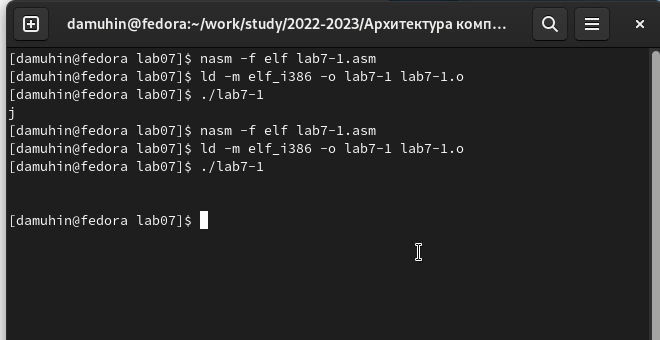 damuhin@fedora:~/work/study/2022-2023/Архитектура комп...
[damuhin@fedora lab07]$ nasm -f elf lab7-1.asm
[damuhin@fedora lab07]$ ld -m elf_i386 -o lab7-1 lab7-1.o
[damuhin@fedora lab07]$ ./lab7-1
j
[damuhin@fedora lab07]$ nasm -f elf lab7-1.asm
[damuhin@fedora lab07]$ ld -m elf_i386 -o lab7-1 lab7-1.o
[damuhin@fedora lab07]$ ./lab7-1
[damuhin@fedora lab07]$